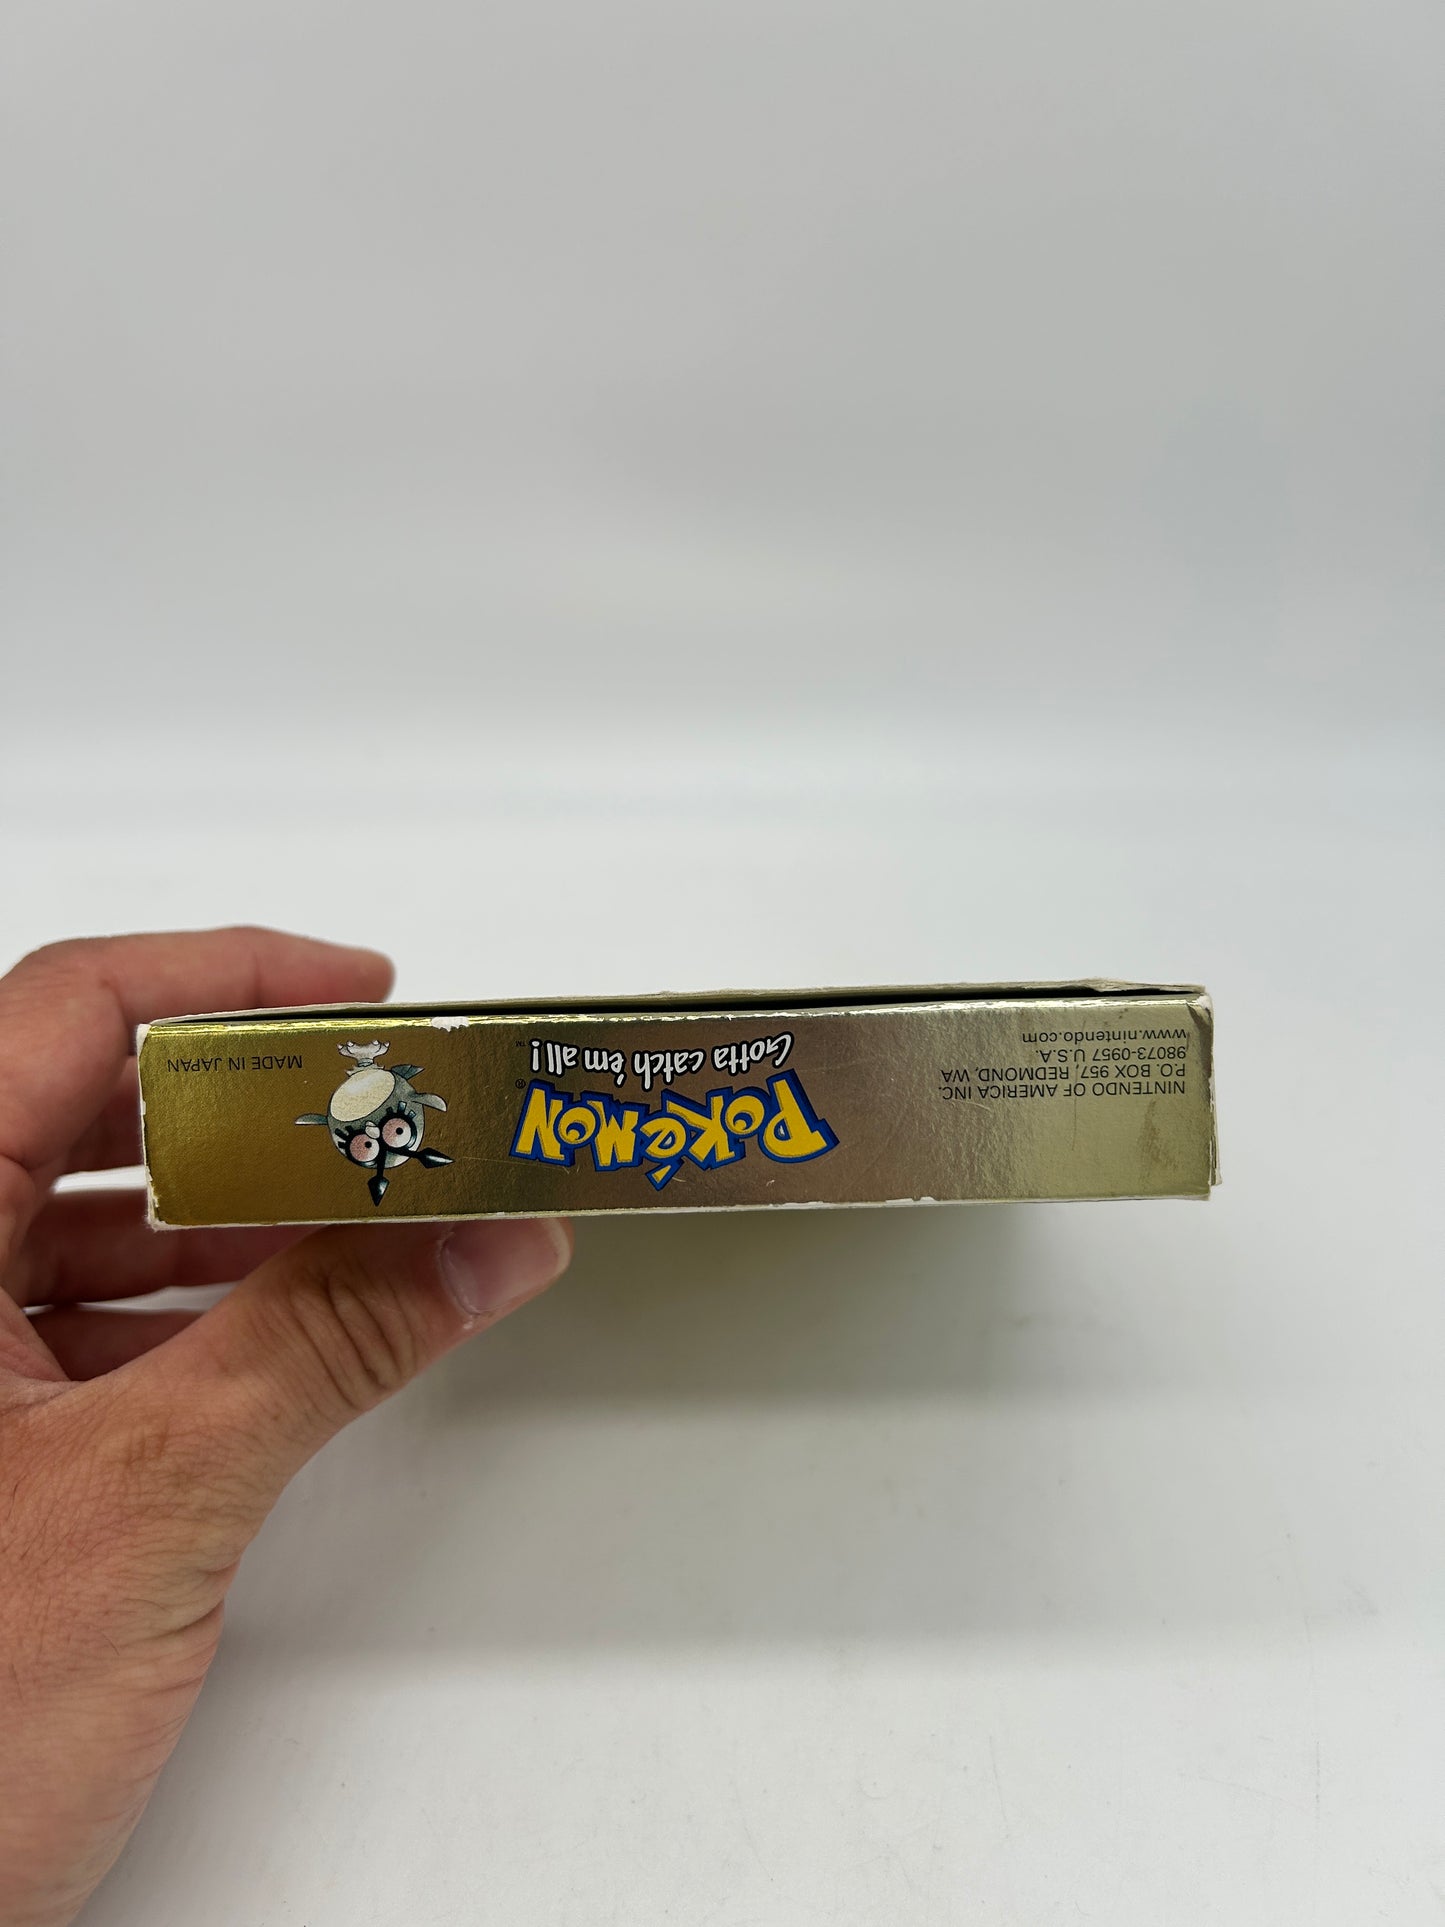 NINTENDO OF AMERICA INC.
P.O. BOX 957, REDMOND, WA
98073-0957 U.S.A.
www.nintendo.com
POKéMON®
Gotta catch 'em all!™
MADE IN JAPAN